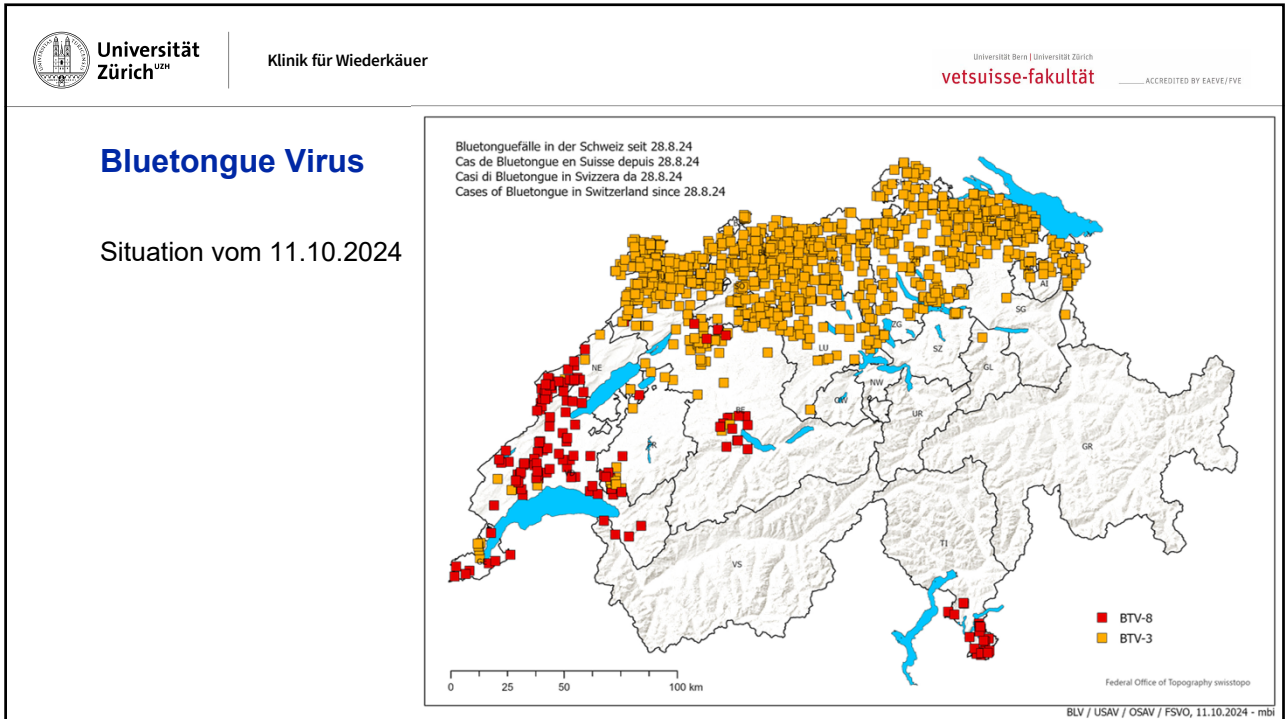 Universität
Zürich UZH
Klinik für Wiederkäuer
Universität Bern | Universität Zürich
vetsuisse-fakultät
ACCREDITED BY EAEVE/FVE
Bluetongue Virus
Situation vom 11.10.2024
Bluetonguefälle in der Schweiz seit 28.8.24
Cas de Bluetongue en Suisse depuis 28.8.24
Casi di Bluetongue in Svizzera da 28.8.24
Cases of Bluetongue in Switzerland since 28.8.24
AI
SG
ZG
SZ
LU
GL
NE
NW
OW
UR
BE
FR
GR
TI
VS
SO
AG
BTV-8
BTV-3
0 25 50 100 km
Federal Office of Topography swisstopo
BLV / USAV / OSAV / FSVO, 11.10.2024 - mbi